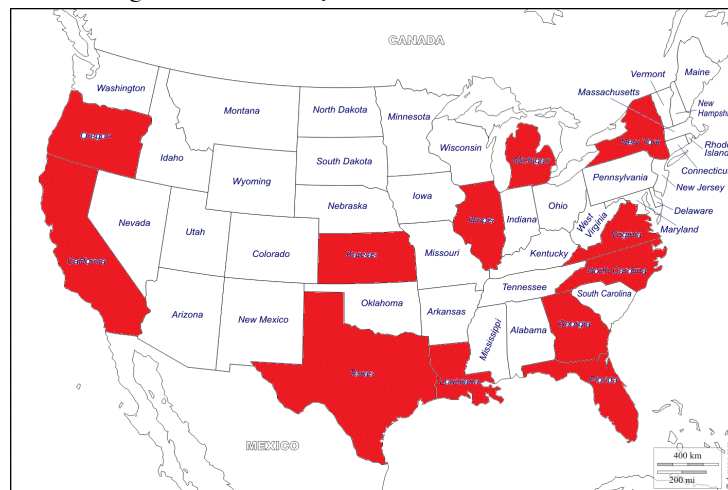 CANADA
Washington
Montana
North Dakota
Minnesota
Vermont
Maine
Massachusetts
New
Hampshire
Oregon
Idaho
South Dakota
Wisconsin
Michigan
New York
Rhode
Island
Connecticut
Wyoming
Iowa
Pennsylvania
New Jersey
Nebraska
Illinois
Indiana
Ohio
Delaware
Maryland
Nevada
Utah
Colorado
Kansas
Missouri
West
Virginia
Virginia
Kentucky
California
Arizona
New Mexico
Oklahoma
Arkansas
Tennessee
North Carolina
South Carolina
Mississippi
Alabama
Georgia
Texas
Louisiana
Florida
MEXICO
400 km
200 mi